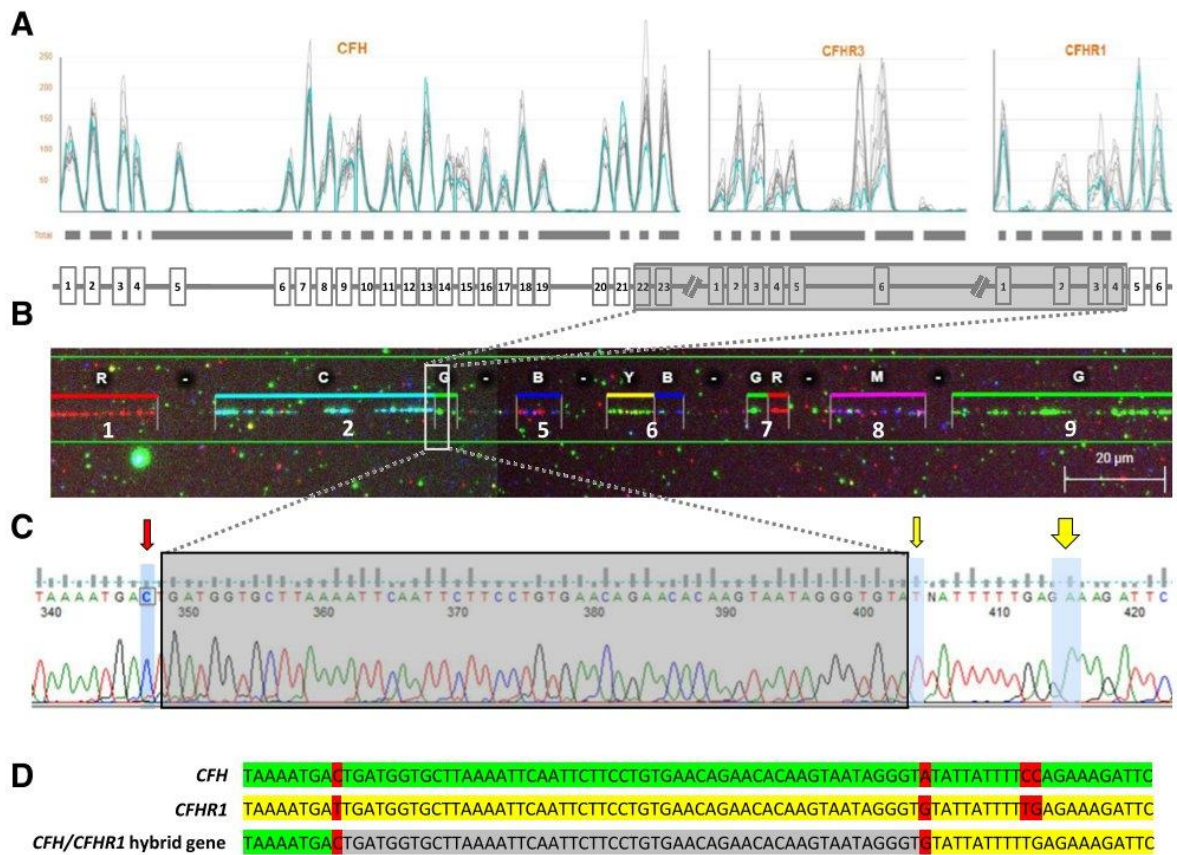 A
CFH
CFHR3
CFHR1
250
200
150
100
50
Total
1 2 3 4 5 6 7 8 9 10 11 12 13 14 15 16 17 18 19 20 21 22 23 1 2 3 4 5 6 1 2 3 4 5 6
B
R - C G - B - Y B - G R - M - G
1 2 5 6 7 8 9
20 µm
C
TAAAATGACTGATGGTGCTTAAAATTCAATTCTTCCTGTGAACAGAACACAAGTAATAGGGTGTATNATTTTTGAGAAAGATTC
340 350 360 370 380 390 400 410 420
D
CFH TAAAATGACTGATGGTGCTTAAAATTCAATTCTTCCTGTGAACAGAACACAAGTAATAGGGTATATTATTTTCCAGAAAGATTC
CFHR1 TAAAATGATTGATGGTGCTTAAAATTCAATTCTTCCTGTGAACAGAACACAAGTAATAGGGTGTATTATTTTTGAGAAAGATTC
CFH/CFHR1 hybrid gene TAAAATGACTGATGGTGCTTAAAATTCAATTCTTCCTGTGAACAGAACACAAGTAATAGGGTGTATTATTTTTGAGAAAGATTC